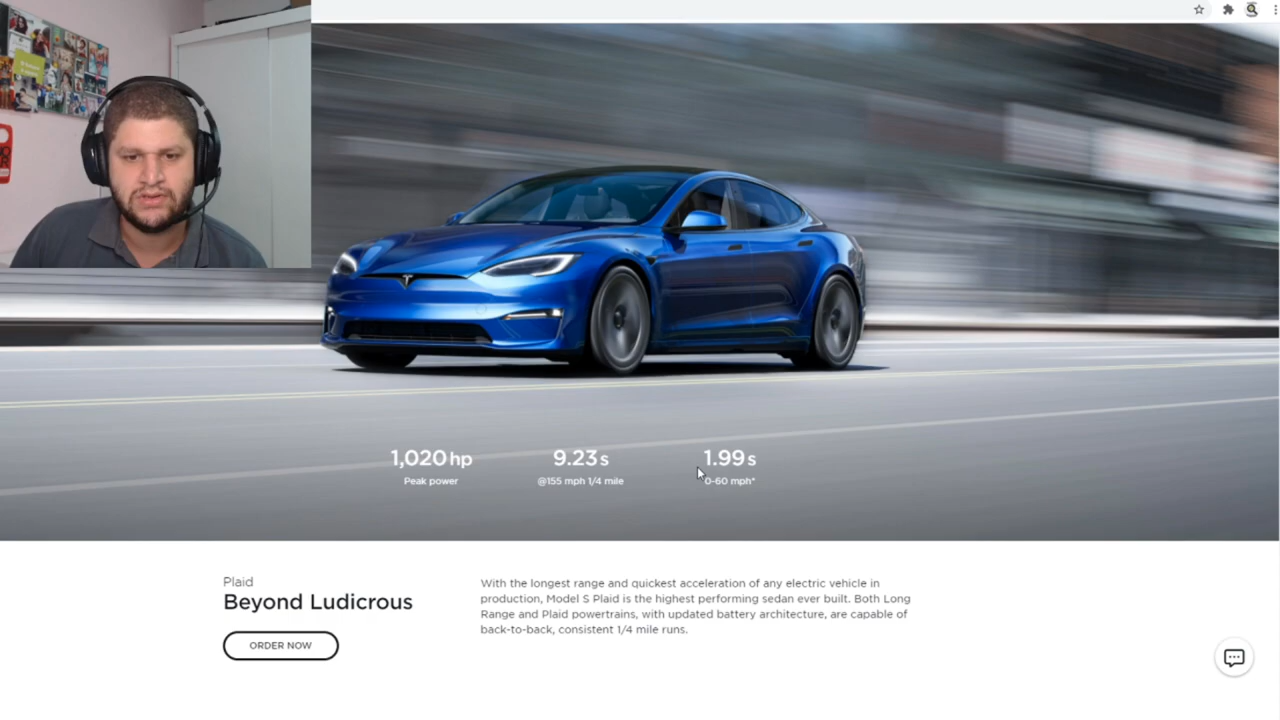 1,020 hp
Peak power
9.23 s
@155 mph 1/4 mile
1.99 s
0-60 mph*
Plaid
Beyond Ludicrous
ORDER NOW
With the longest range and quickest acceleration of any electric vehicle in
production, Model S Plaid is the highest performing sedan ever built. Both Long
Range and Plaid powertrains, with updated battery architecture, are capable of
back-to-back, consistent 1/4 mile runs.